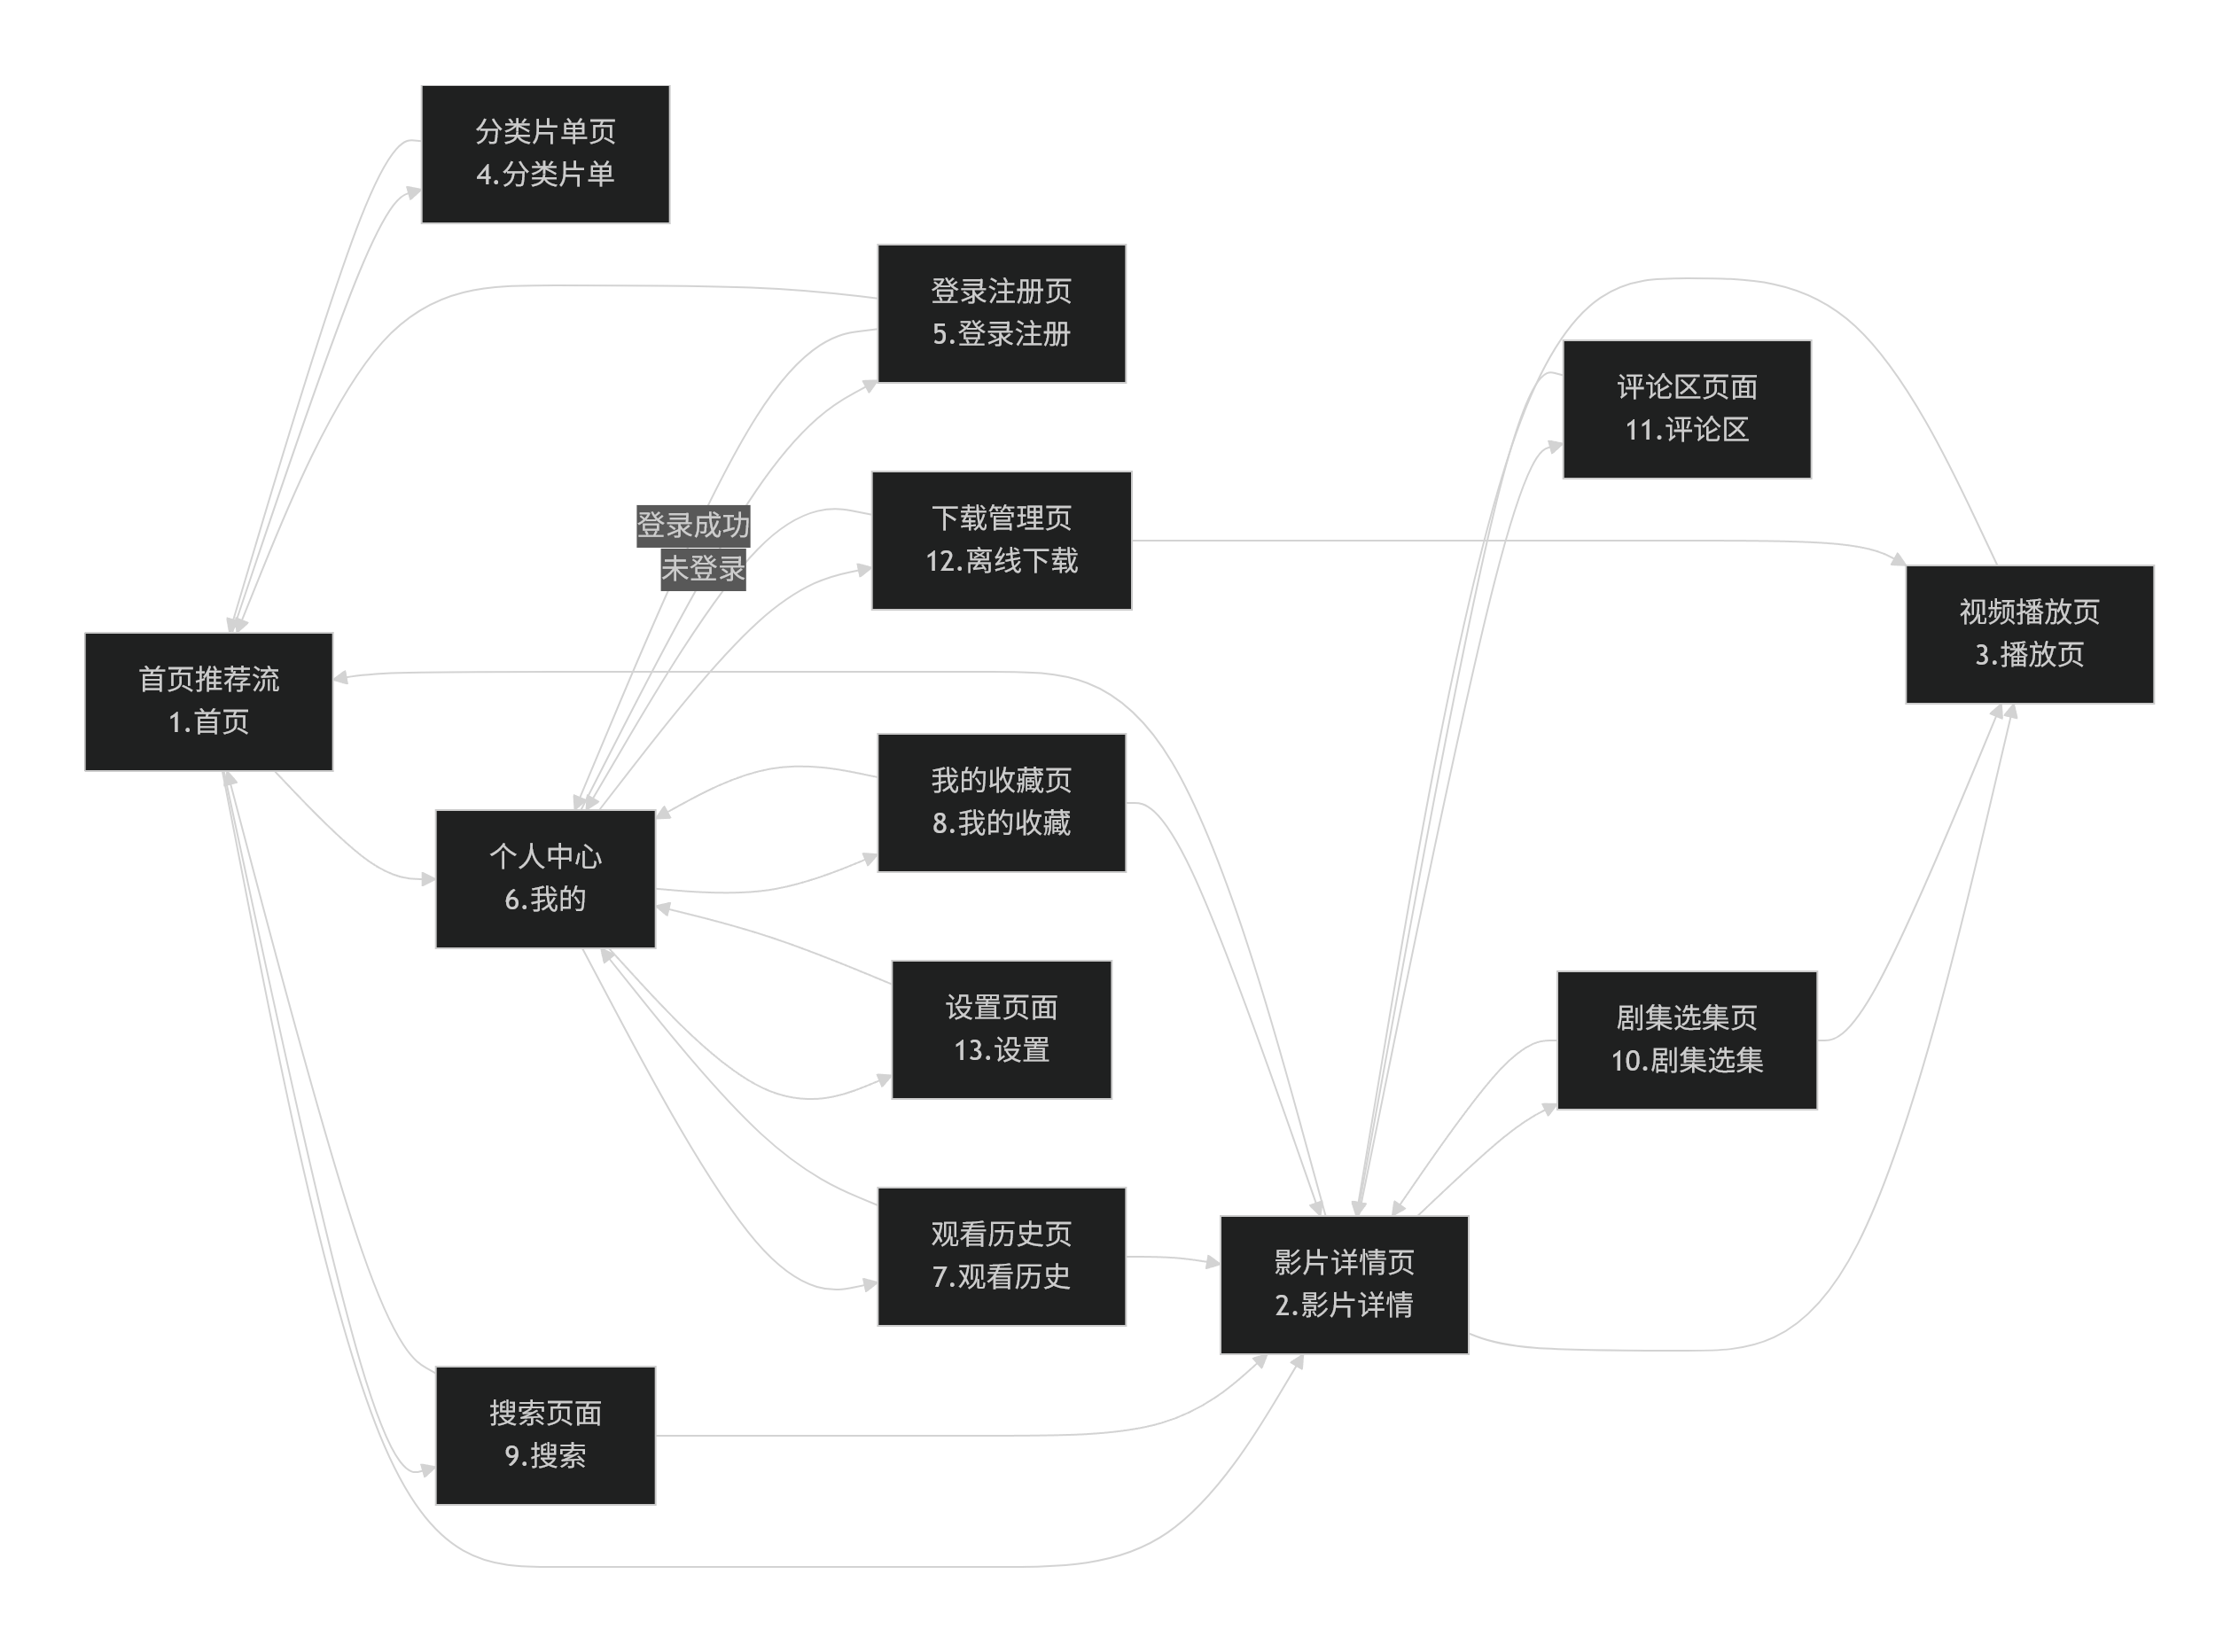 分类片单页
4.分类片单
登录注册页
5.登录注册
评论区页面
11.评论区
登录成功
未登录
下载管理页
12.离线下载
视频播放页
3.播放页
首页推荐流
1.首页
个人中心
6.我的
我的收藏页
8.我的收藏
设置页面
13.设置
剧集选集页
10.剧集选集
观看历史页
7.观看历史
影片详情页
2.影片详情
搜索页面
9.搜索